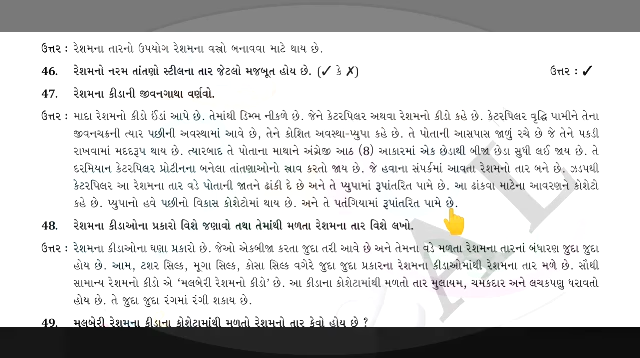 ઉત્તર : રેશમના તારનો ઉપયોગ રેશમના વસ્ત્રો બનાવવા માટે થાય છે.
46. રેશમનો નરમ તાંતણો સ્ટીલના તાર જેટલો મજબૂત હોય છે. (✓ કે ✗) ઉત્તર : ✓
47. રેશમના કીડાની જીવનગાથા વર્ણવો.
ઉત્તર : માદા રેશમનો કીડો ઈંડાં આપે છે. તેમાંથી ડિમ્ભ નીકળે છે. જેને કેટરપિલર અથવા રેશમનો કીડો કહે છે. કેટરપિલર વૃદ્ધિ પામીને તેના
જીવનચક્રની ત્યાર પછીની અવસ્થામાં આવે છે, તેને કોશિત અવસ્થા-પ્યુપા કહે છે. તે પોતાની આસપાસ જાળું રચે છે જે તેને પકડી
રાખવામાં મદદરૂપ થાય છે. ત્યારબાદ તે પોતાના માથાને અંગ્રેજી આઠ (8) આકારમાં એક છેડાથી બીજા છેડા સુધી લઈ જાય છે. તે
દરમિયાન કેટરપિલર પ્રોટીનના બનેલા તાંતણાઓનો સ્ત્રાવ કરતો જાય છે. જે હવાના સંપર્કમાં આવતા રેશમનો તાર બને છે. ઝડપથી
કેટરપિલર આ રેશમના તાર વડે પોતાની જાતને ઢાંકી દે છે અને તે પ્યુપામાં રૂપાંતરિત પામે છે. આ ઢાંકવા માટેના આવરણને કોશેટો
કહે છે. પ્યુપાનો હવે પછીનો વિકાસ કોશેટોમાં થાય છે. અને તે પતંગિયામાં રૂપાંતરિત પામે છે.
48. રેશમના કીડાઓના પ્રકારો વિશે જણાવો તથા તેમાંથી મળતા રેશમના તાર વિશે લખો.
ઉત્તર : રેશમના કીડાઓના ઘણા પ્રકારો છે. જેઓ એકબીજા કરતા જુદા તરી આવે છે અને તેમના વડે મળતા રેશમના તારનાં બંધારણ જુદા જુદા
હોય છે. આમ, ટશર સિલ્ક, મૂગા સિલ્ક, કોસા સિલ્ક વગેરે જુદા જુદા પ્રકારના રેશમના કીડાઓમાંથી રેશમના તાર મળે છે. સૌથી
સામાન્ય રેશમનો કીડો એ ‘મલબેરી રેશમનો કીડો’ છે. આ કીડાના કોશેટામાંથી મળતો તાર મુલાયમ, ચમકદાર અને લચકપણુ ધરાવતો
હોય છે. તે જુદા જુદા રંગમાં રંગી શકાય છે.
49. મલબેરી રેશમના કીડાના કોશેટામાંથી મળતો રેશમનો તાર કેવો હોય છે ?